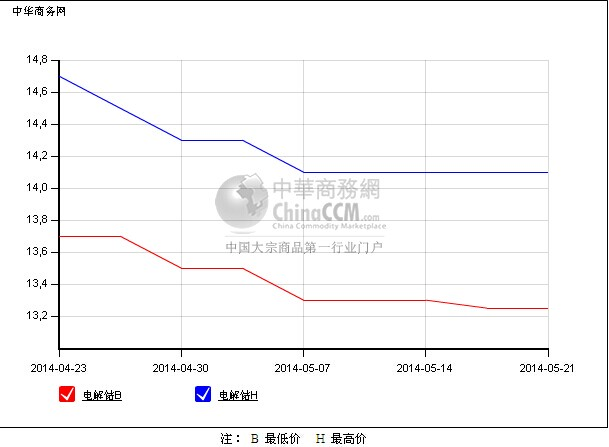 中华商务网
14,8
14,6
14,4
14,2
14,0
13,8
13,6
13,4
13,2
中華商務網
ChinaCCM.com
China Commodity Marketplace
中国大宗商品第一行业门户
2014-04-23 2014-04-30 2014-05-07 2014-05-14 2014-05-21
电解钴B 电解钴H
注： B 最低价 H 最高价